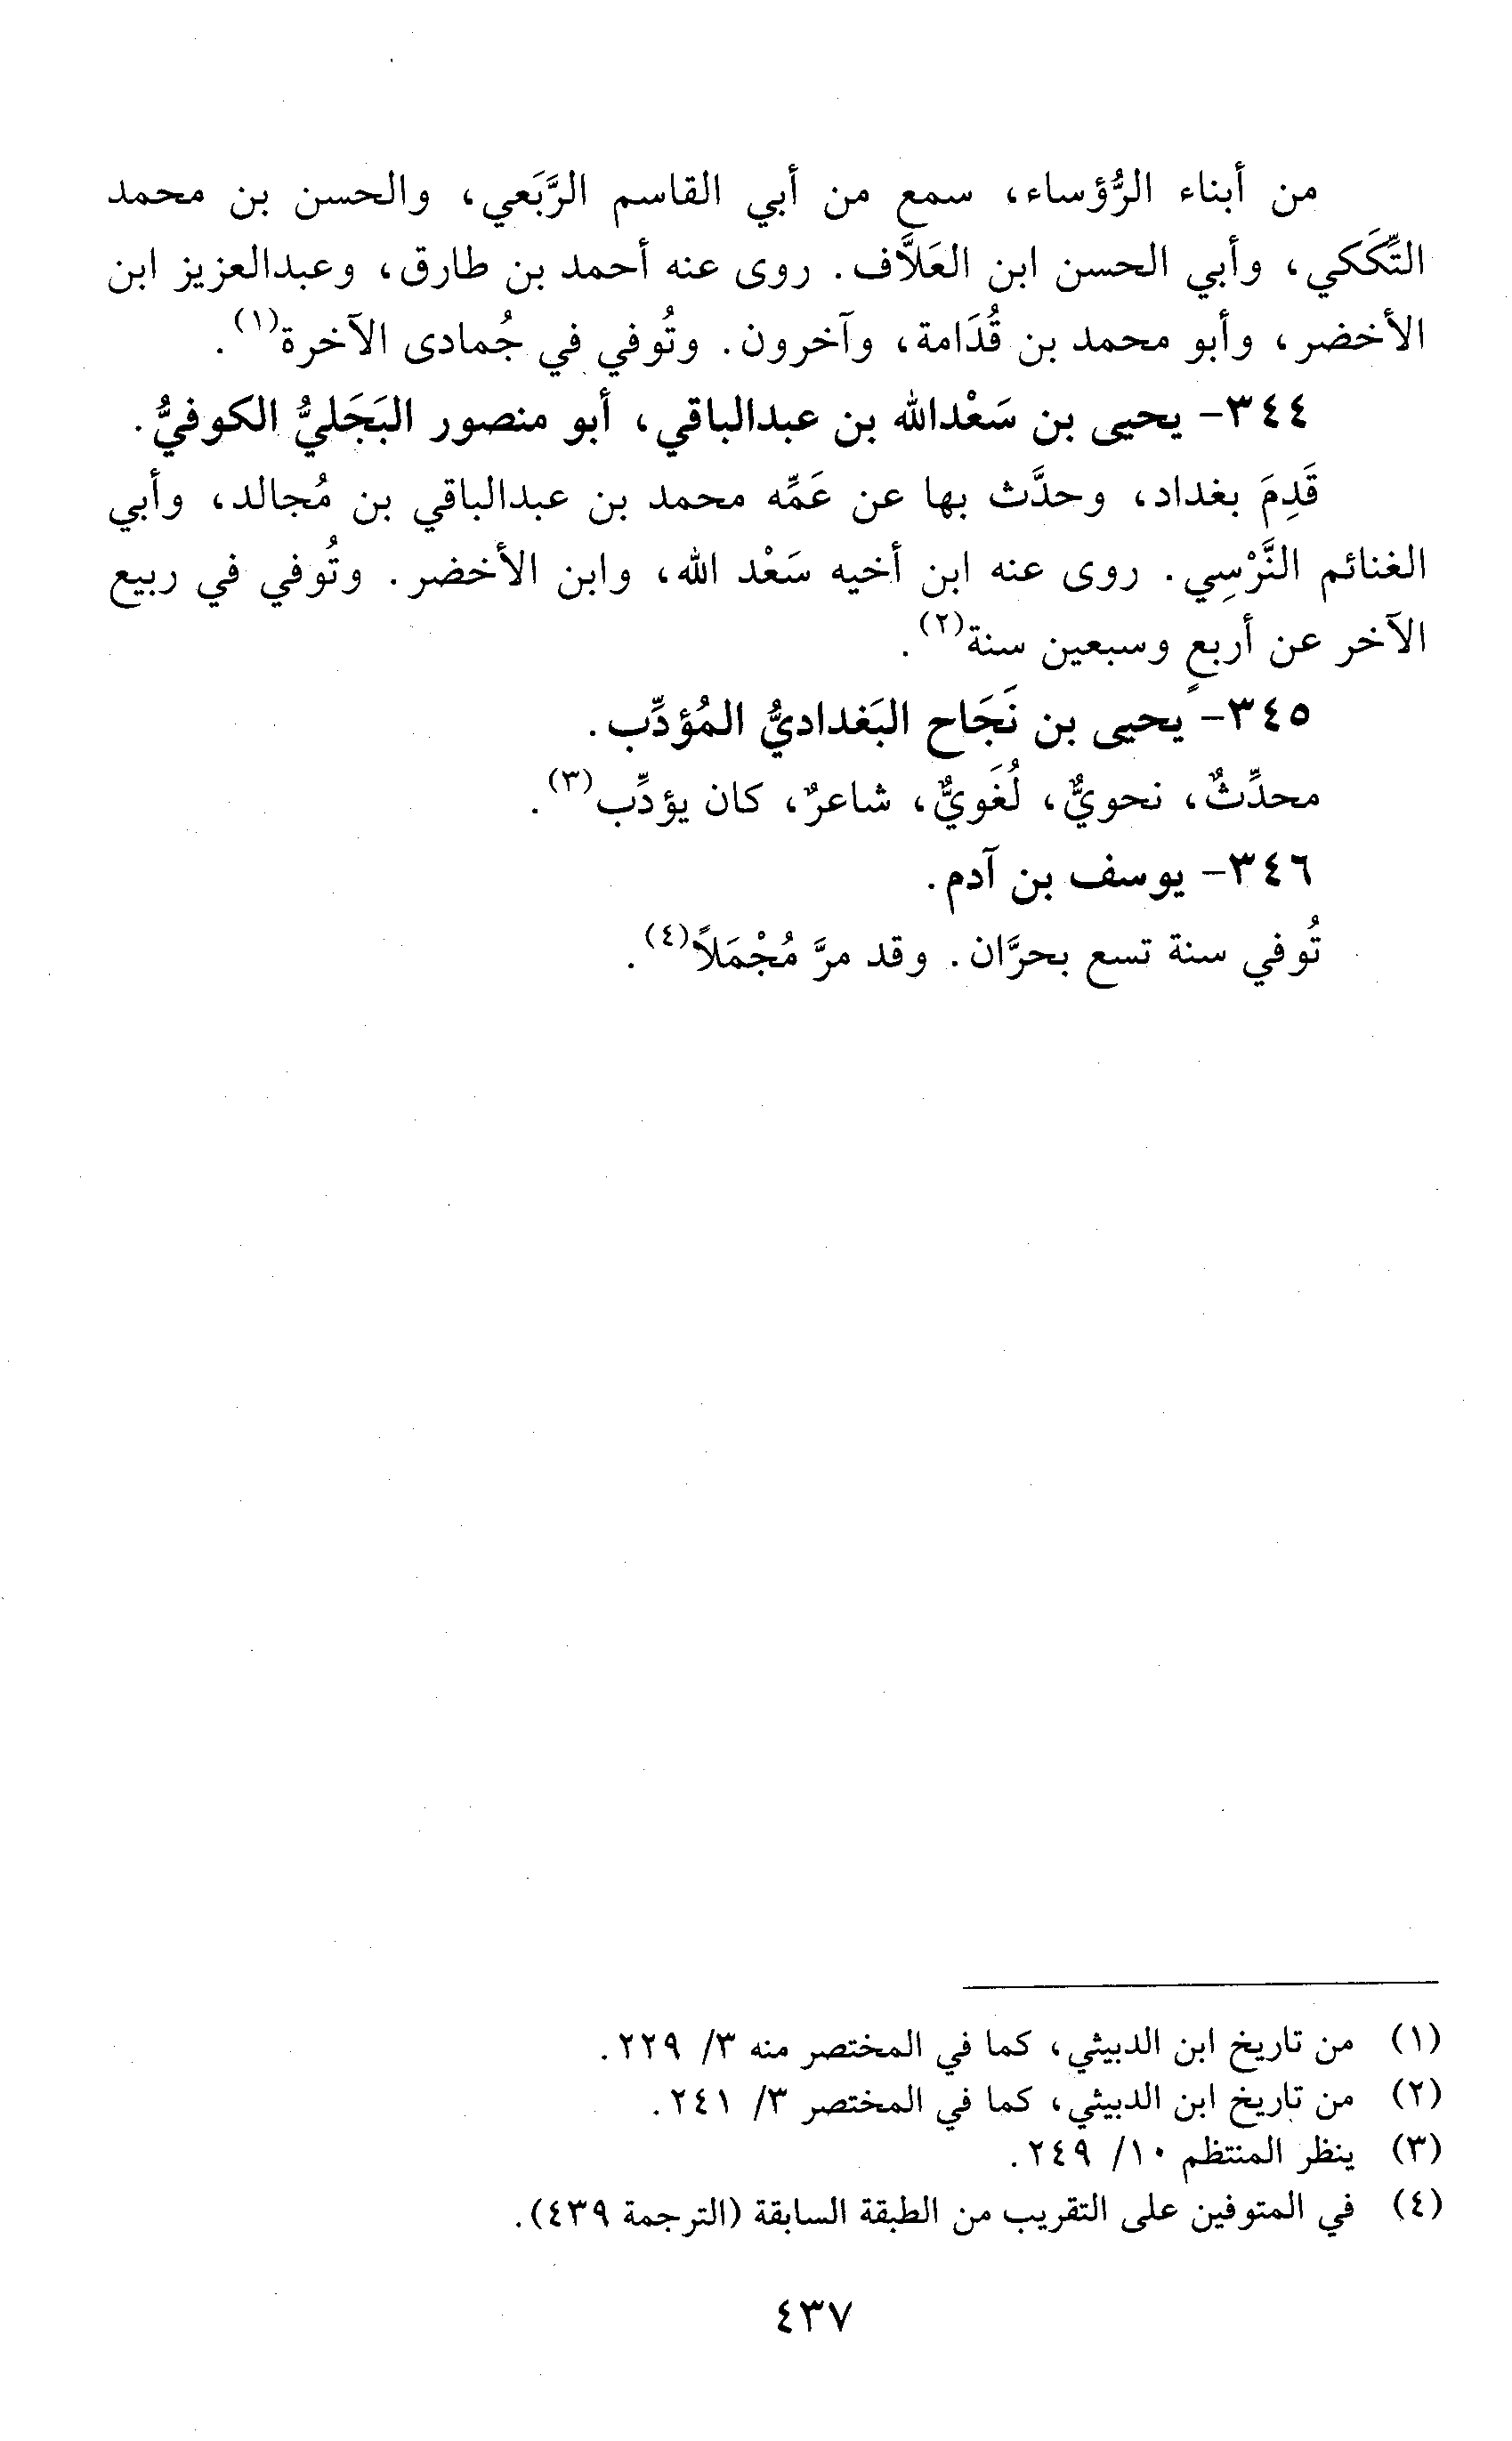 من أبناء الرُّؤساء، سمع من أبي القاسم الرَّبَعي، والحسن بن محمد
التِّكَكي، وأبي الحسن ابن العَلاَّف. روى عنه أحمد بن طارق، وعبدالعزيز ابن
الأخضر، وأبو محمد بن قُدَامة، وآخرون. وتُوفي في جُمادى الآخرة(١).
٣٤٤- يحيى بن سَعْدالله بن عبدالباقي، أبو منصور البَجَليُّ الكوفيُّ.
قَدِمَ بغداد، وحدَّث بها عن عَمِّه محمد بن عبدالباقي بن مُجالد، وأبي
الغنائم النَّرْسِي. روى عنه ابن أخيه سَعْد الله، وابن الأخضر. وتُوفي في ربيع
الآخر عن أربعٍ وسبعين سنة(٢).
٣٤٥- يحيى بن نَجَاح البَغداديُّ المُؤدِّب.
محدِّثٌ، نحويٌّ، لُغَويٌّ، شاعرٌ، كان يؤدِّب(٣).
٣٤٦- يوسف بن آدم.
تُوفي سنة تسع بحرَّان. وقد مرَّ مُجْمَلاً(٤).
(١) من تاريخ ابن الدبيثي، كما في المختصر منه ٣/ ٢٢٩.
(٢) من تاريخ ابن الدبيثي، كما في المختصر ٣/ ٢٤١.
(٣) ينظر المنتظم ١٠/ ٢٤٩.
(٤) في المتوفين على التقريب من الطبقة السابقة (الترجمة ٤٣٩).
٤٣٧